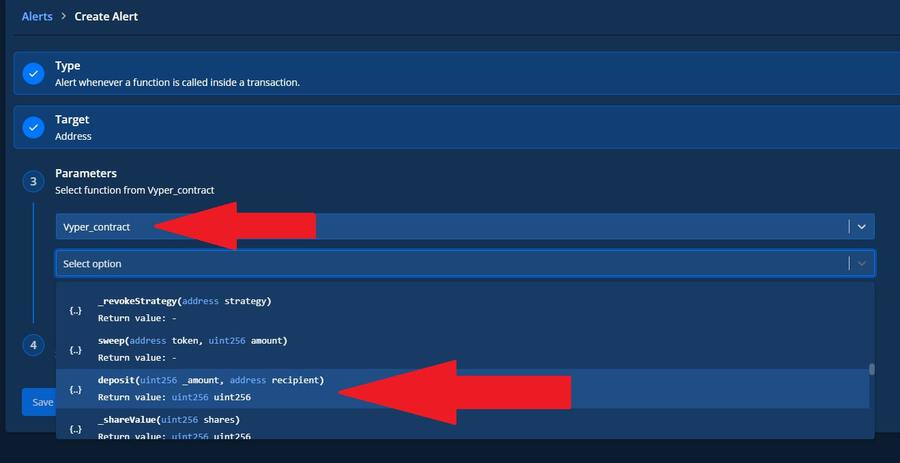 Alerts > Create Alert
Type
Alert whenever a function is called inside a transaction.
Target
Address
3
Parameters
Select function from Vyper_contract
Vyper_contract
Select option
{..} _revokeStrategy(address strategy)
Return value: -
{..} sweep(address token, uint256 amount)
Return value: -
4
{..} deposit(uint256 _amount, address recipient)
Return value: uint256 uint256
Save
{..} _shareValue(uint256 shares)
Return value: uint256 uint256